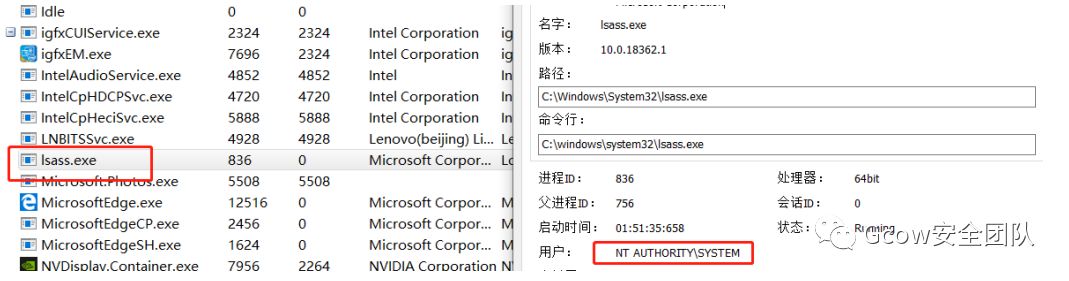 Idle 0 0
igfxCUIService.exe 2324 2324 Intel Corporation ig
igfxEM.exe 7696 2324 Intel Corporation ig
IntelAudioService.exe 4852 4852 Intel In
IntelCpHDCPSvc.exe 4720 4720 Intel Corporation In
IntelCpHeciSvc.exe 5888 5888 Intel Corporation In
LNBITSSvc.exe 4928 4928 Lenovo(beijing) Li... LN
lsass.exe 836 0 Microsoft Corpor... Lo
Microsoft.Photos.exe 5508 5508
MicrosoftEdge.exe 12516 0 Microsoft Corpor... M
MicrosoftEdgeCP.exe 2456 0 Microsoft Corpor... M
MicrosoftEdgeSH.exe 1624 0 Microsoft Corpor... M
NVDisplay.Container.exe 7956 2264 NVIDIA Corporation N
Microsoft Corporation
名字: lsass.exe
版本: 10.0.18362.1
路径:
C:\Windows\System32\lsass.exe
命令行:
C:\windows\system32\lsass.exe
进程ID: 836 处理器: 64bit
父进程ID: 756 会话ID: 0
启动时间: 01:51:35:658 状态: Running
用户: NT AUTHORITY\SYSTEM
Gcow安全团队